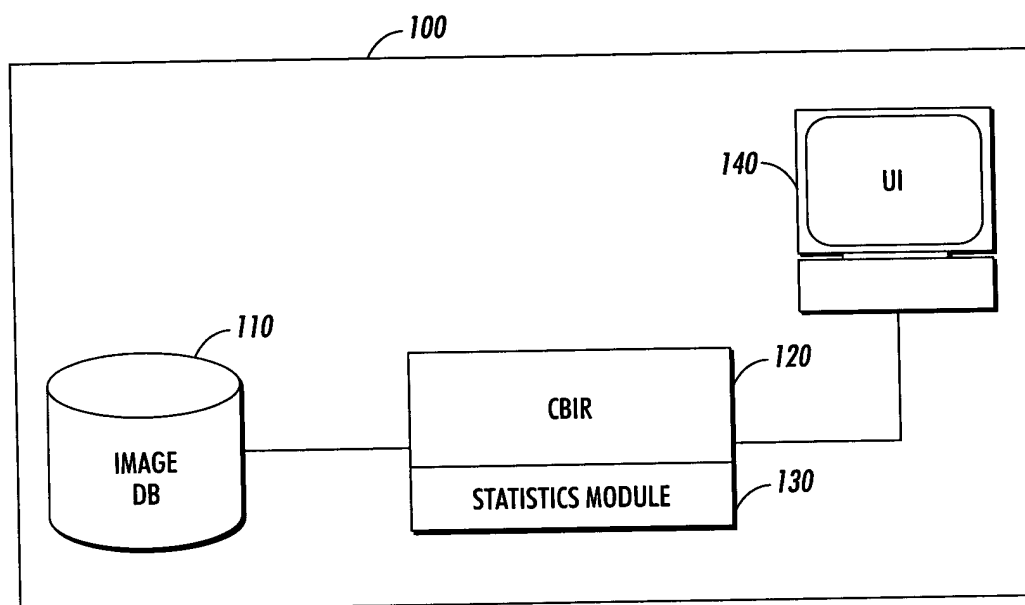 100
140
UI
110
IMAGE
DB
120
CBIR
STATISTICS MODULE
130